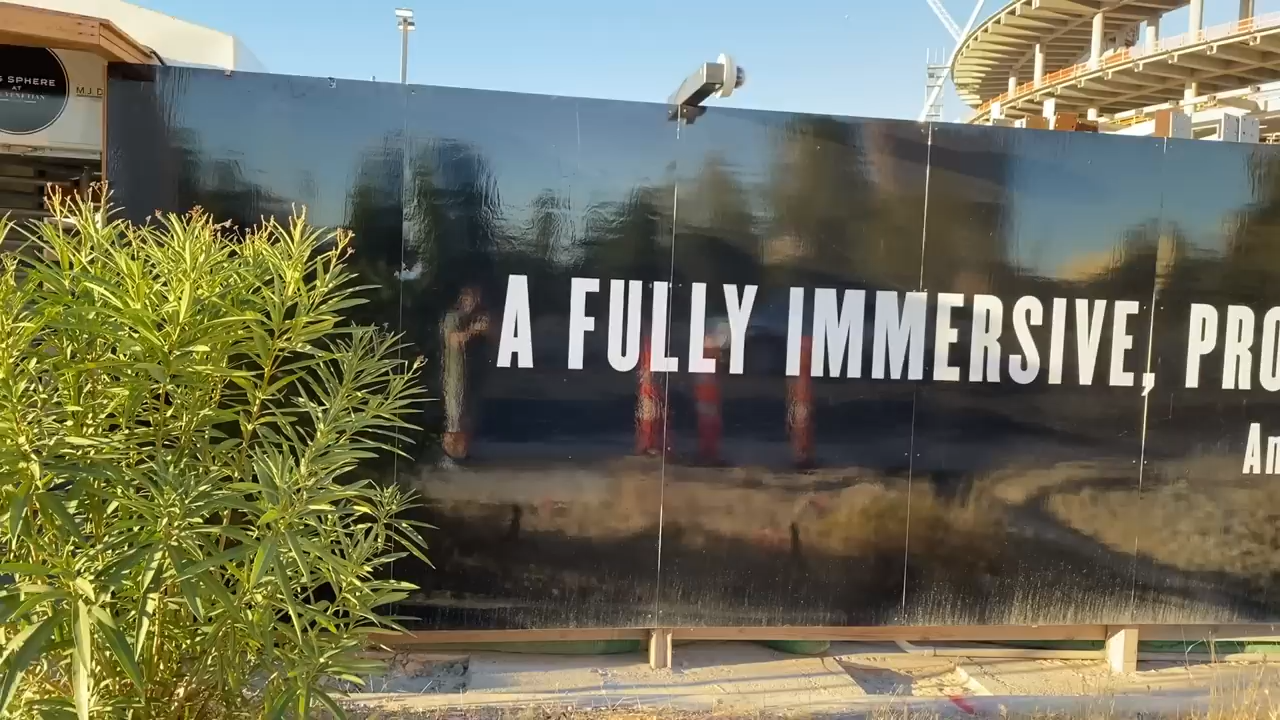 SPHERE
AT
M.J.D
A FULLY IMMERSIVE, PRO
An